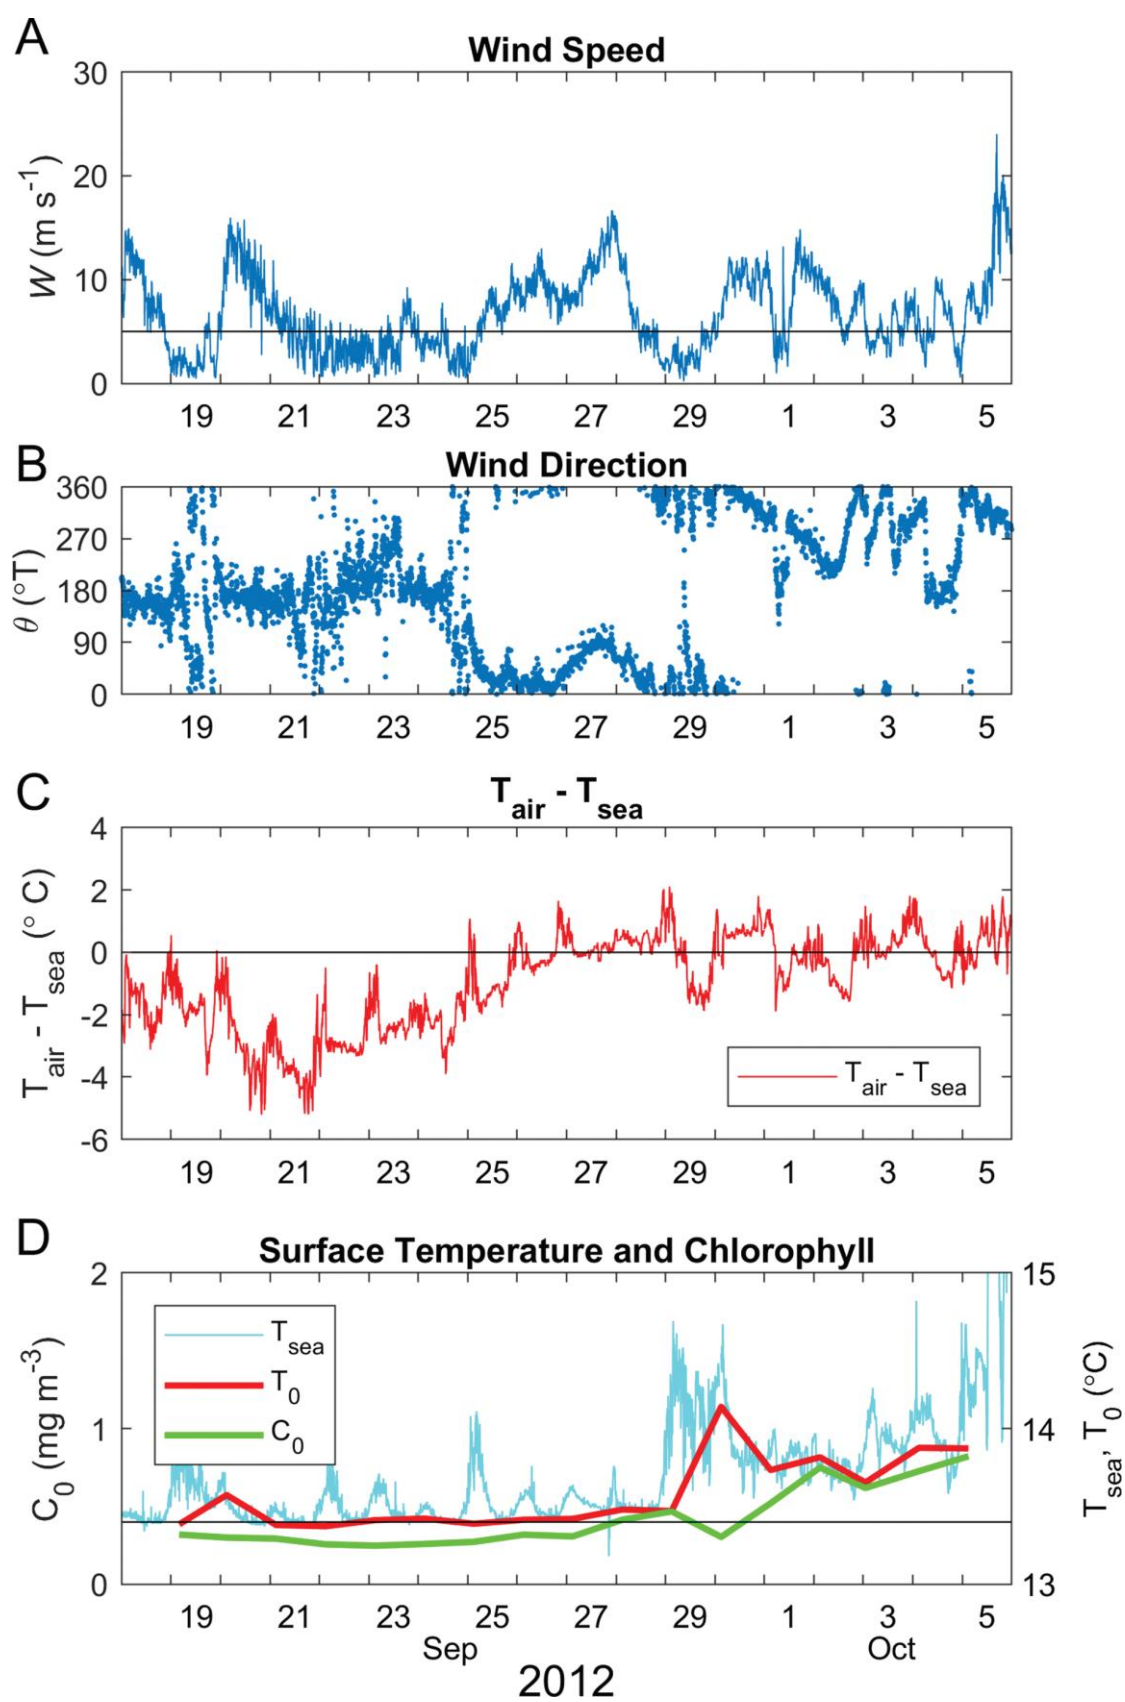 A
Wind Speed
30
20
10
0
W (m s-1)
19 21 23 25 27 29 1 3 5
B
Wind Direction
360
270
180
90
0
θ (°T)
19 21 23 25 27 29 1 3 5
C
Tair - Tsea
4
2
0
-2
-4
-6
Tair - Tsea (° C)
Tair - Tsea
19 21 23 25 27 29 1 3 5
D
Surface Temperature and Chlorophyll
2
1
0
C0 (mg m-3)
Tsea
T0
C0
15
14
13
Tsea, T0 (°C)
19 21 23 25 27 29 1 3 5
Sep Oct
2012